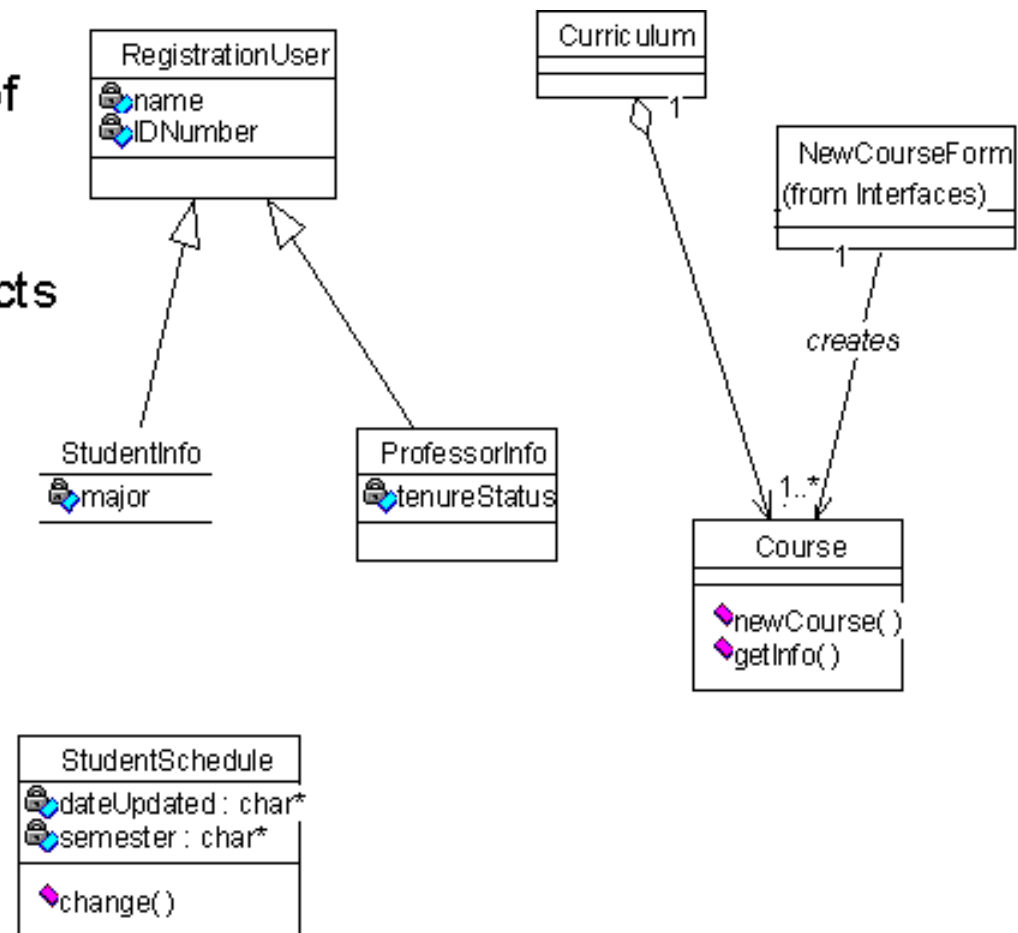 of
cts
RegistrationUser
name
IDNumber
StudentInfo
major
ProfessorInfo
tenureStatus
Curriculum
1
NewCourseForm
(from Interfaces)
1
creates
1..*
Course
newCourse( )
getInfo( )
StudentSchedule
dateUpdated : char*
semester : char*
change( )